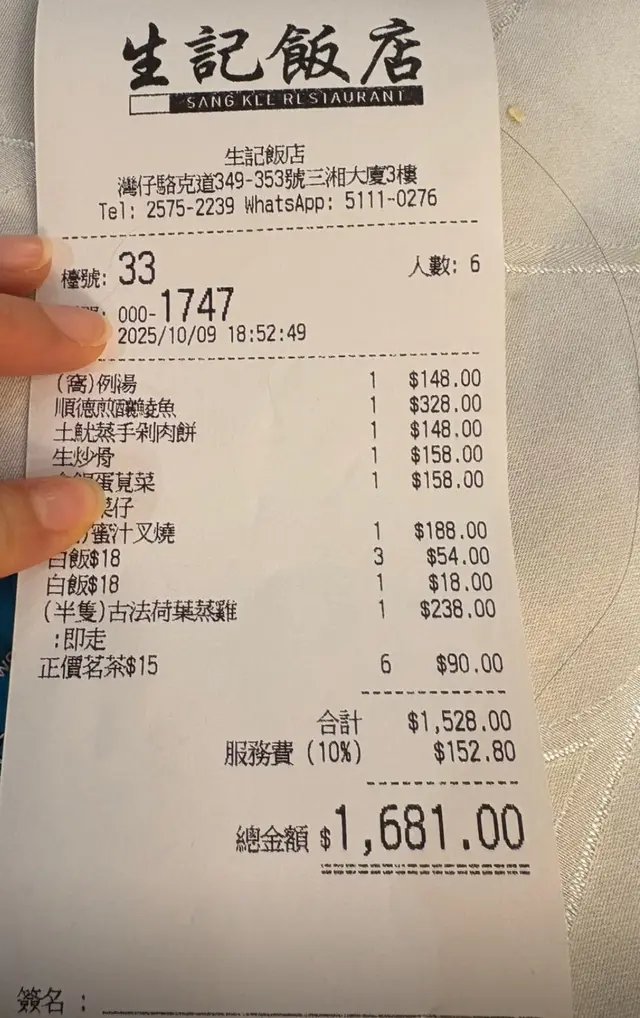 生記飯店
SANG KEE RESTAURANT
生記飯店
灣仔駱克道349-353號三湘大廈3樓
Tel: 2575-2239 WhatsApp: 5111-0276
檯號: 33 人數: 6
: 000-1747
2025/10/09 18:52:49
(窩)例湯 1 $148.00
順德煎釀鯪魚 1 $328.00
土魷蒸手剁肉餅 1 $148.00
生炒骨 1 $158.00
蛋莧菜 1 $158.00
菜仔
蜜汁叉燒 1 $188.00
白飯$18 3 $54.00
白飯$18 1 $18.00
(半隻)古法荷葉蒸雞 1 $238.00
:即走
正價茗茶$15 6 $90.00
合計 $1,528.00
服務費 (10%) $152.80
總金額 $1,681.00
簽名 :